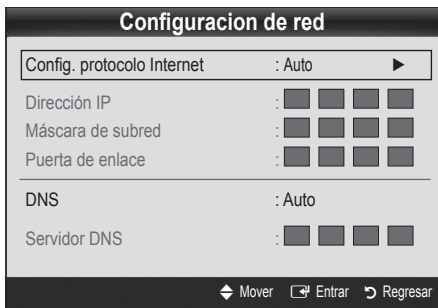 Configuracion de red
Config. protocolo Internet : Auto ▶
Dirección IP :
Máscara de subred :
Puerta de enlace :
DNS : Auto
Servidor DNS :
Mover Entrar Regresar